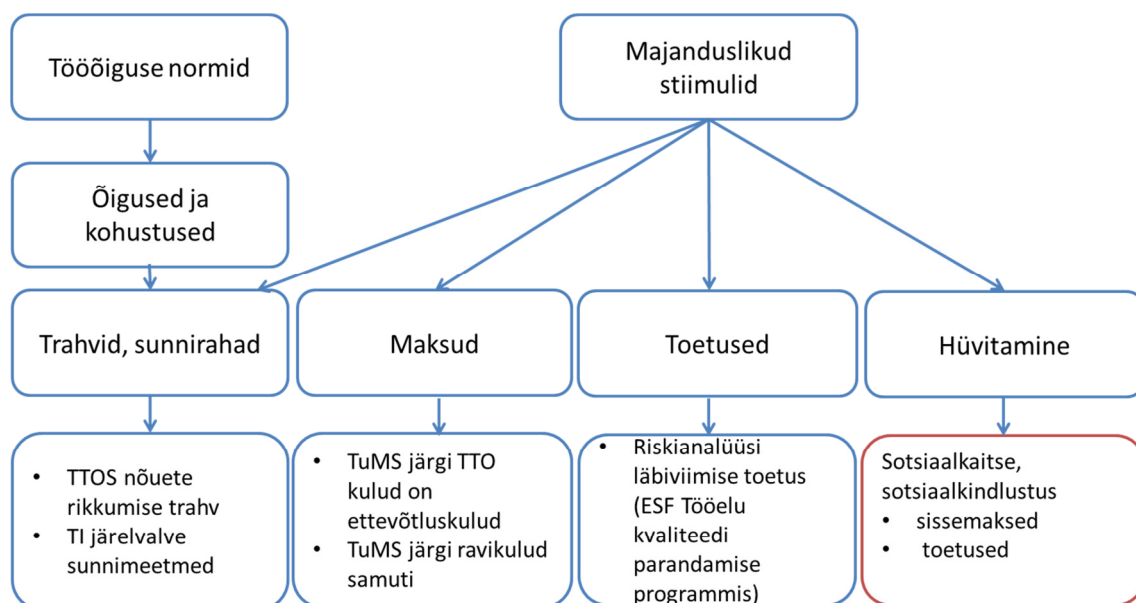 Tööõiguse normid
Majanduslikud
stiimulid
Õigused ja
kohustused
Trahvid, sunnirahad
Maksud
Toetused
Hüvitamine
• TTOS nõuete
rikkumise trahv
• TI järelvalve
sunnimeetmed
• TuMS järgi TTO
kulud on
ettevõtluskulud
• TuMS järgi ravikulud
samuti
• Riskianalüüsi
läbiviimise toetus
(ESF Tööelu
kvaliteedi
parandamise
programmis)
Sotsiaalkaitse,
sotsiaalkindlustus
• sissemaksed
• toetused